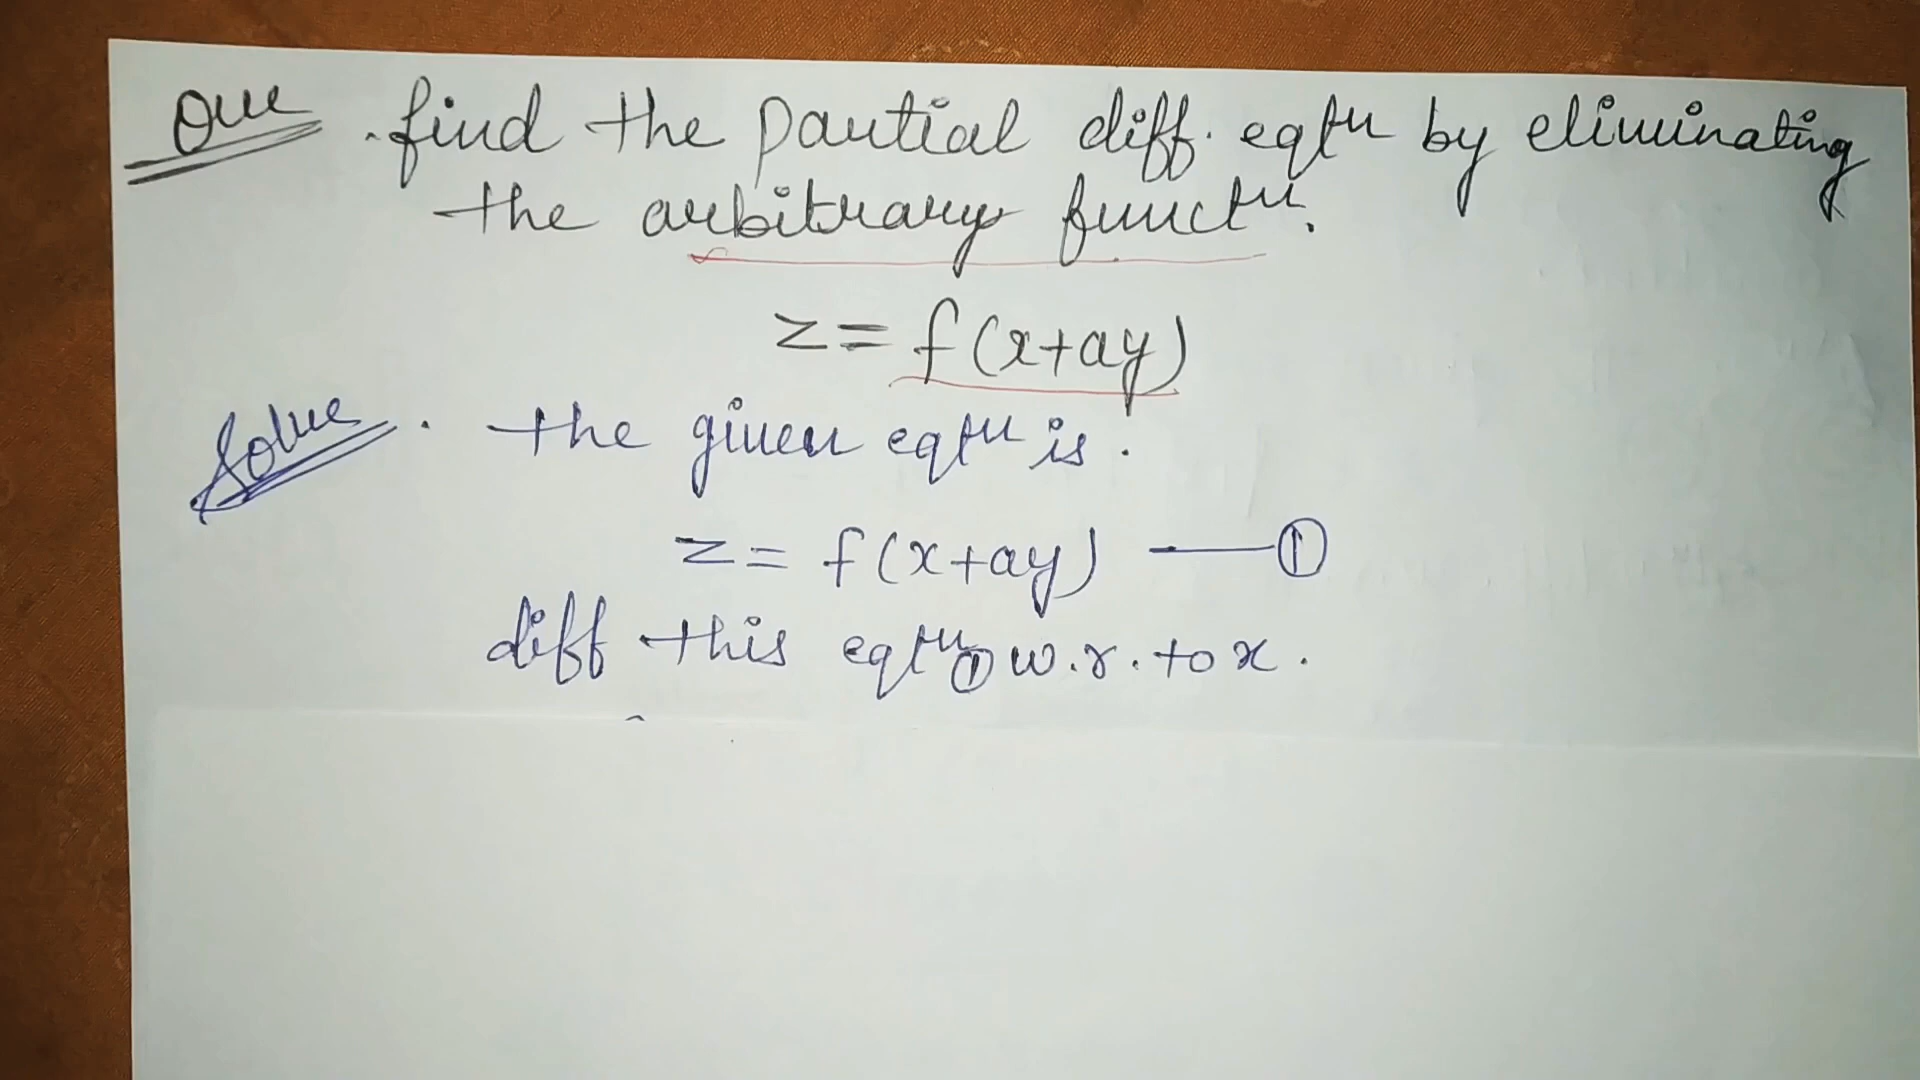 Que .find the partial diff. eqtn by eliminating
the arbitrary functn.
z = f(x+ay)
Solve . the given eqtn is.
z = f(x+ay) — ①
diff this eqtn ① w.r.to x.